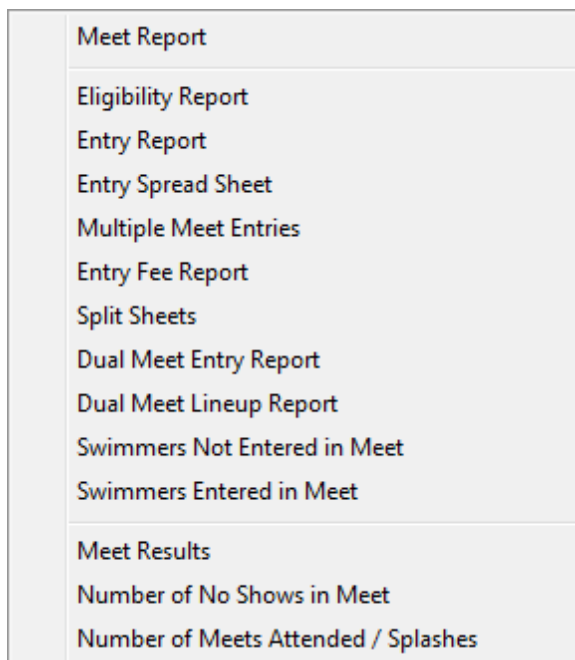 Meet Report
Eligibility Report
Entry Report
Entry Spread Sheet
Multiple Meet Entries
Entry Fee Report
Split Sheets
Dual Meet Entry Report
Dual Meet Lineup Report
Swimmers Not Entered in Meet
Swimmers Entered in Meet
Meet Results
Number of No Shows in Meet
Number of Meets Attended / Splashes